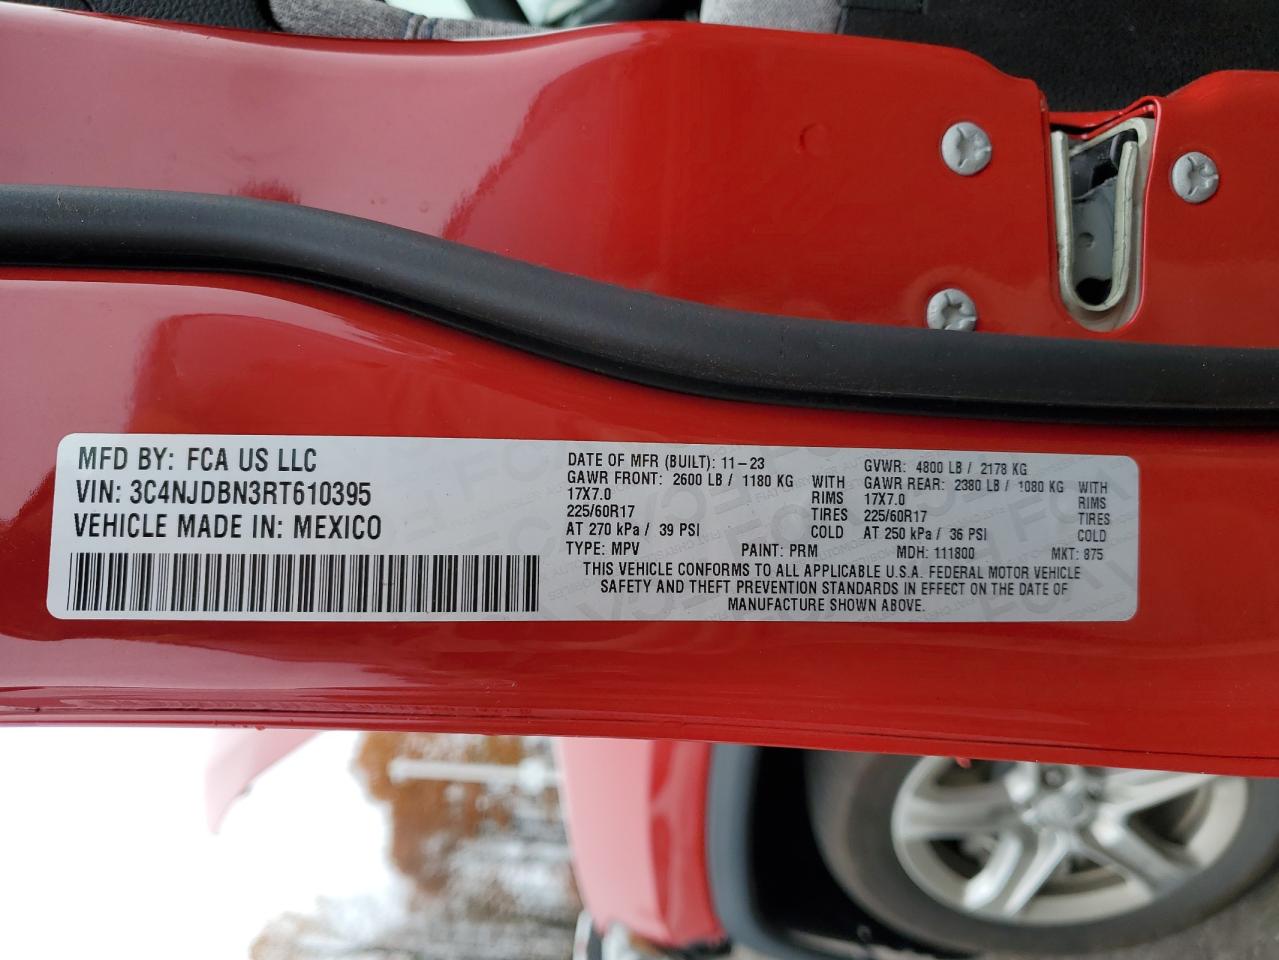 MFD BY: FCA US LLC
VIN: 3C4NJDBN3RT610395
VEHICLE MADE IN: MEXICO
DATE OF MFR (BUILT): 11-23
GAWR FRONT: 2600 LB / 1180 KG WITH
17X7.0 RIMS
225/60R17 TIRES
AT 270 kPa / 39 PSI COLD
GVWR: 4800 LB / 2178 KG
GAWR REAR: 2380 LB / 1080 KG WITH
17X7.0 RIMS
225/60R17 TIRES
AT 250 kPa / 36 PSI COLD
TYPE: MPV PAINT: PRM MDH: 111800 MKT: 875
THIS VEHICLE CONFORMS TO ALL APPLICABLE U.S.A. FEDERAL MOTOR VEHICLE
SAFETY AND THEFT PREVENTION STANDARDS IN EFFECT ON THE DATE OF
MANUFACTURE SHOWN ABOVE.